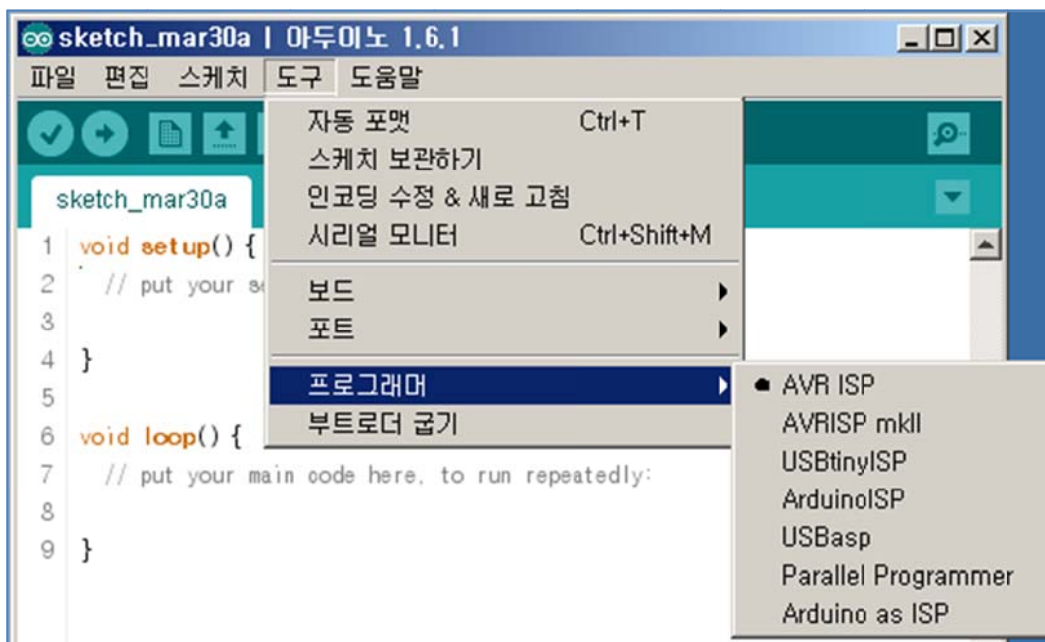 sketch_mar30a | 아두이노 1.6.1
파일 편집 스케치 도구 도움말
자동 포맷 Ctrl+T
스케치 보관하기
인코딩 수정 & 새로 고침
시리얼 모니터 Ctrl+Shift+M
보드
포트
프로그래머
부트로더 굽기
AVR ISP
AVRISP mkII
USBtinyISP
ArduinoISP
USBasp
Parallel Programmer
Arduino as ISP
sketch_mar30a
1 void setup() {
2 // put your se
3
4 }
5
6 void loop() {
7 // put your main code here, to run repeatedly:
8
9 }